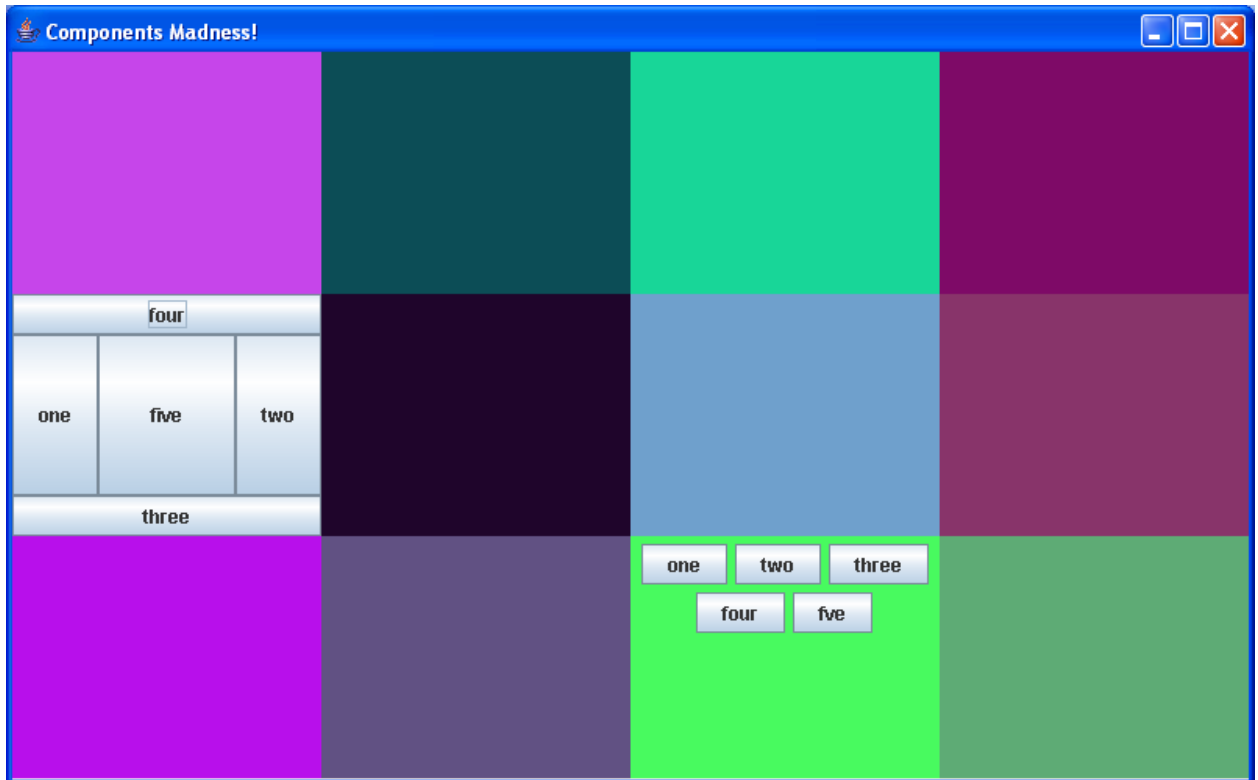 Components Madness!
four
one five two
three
one two three
four fve